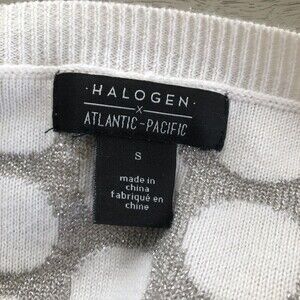 · HALOGEN ·
x
ATLANTIC-PACIFIC
S
made in
china
fabriqué en
chine